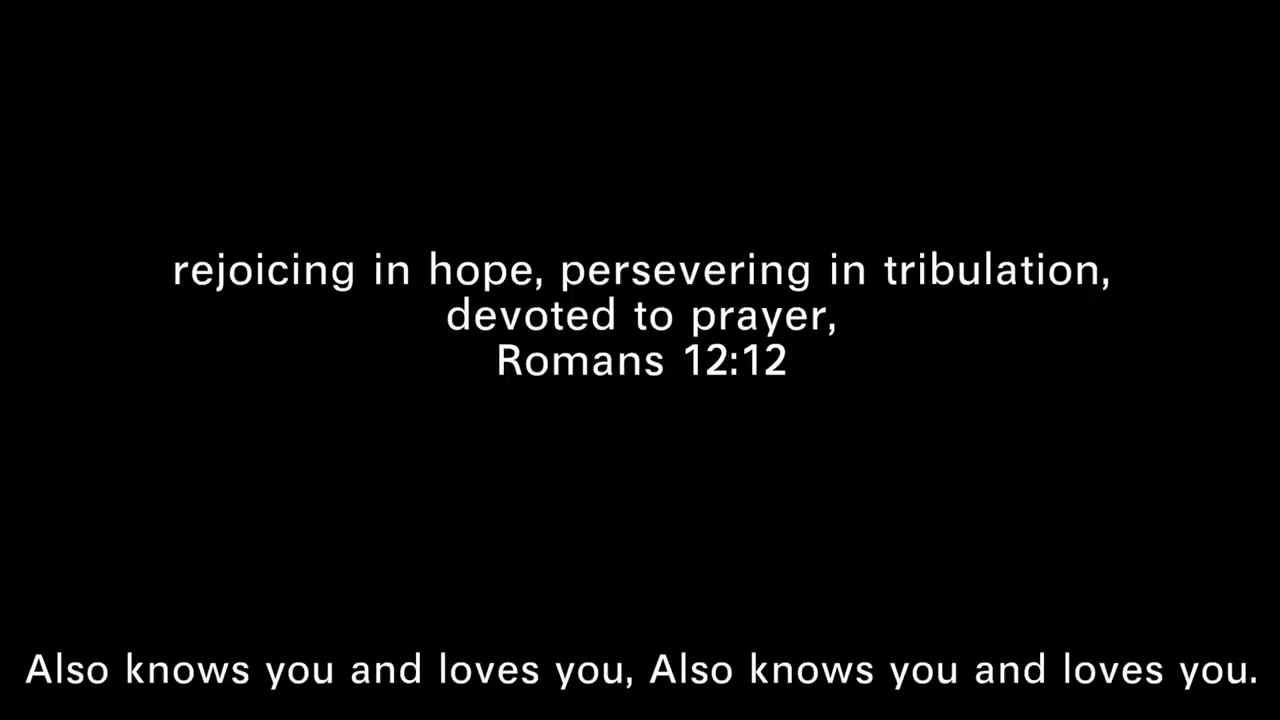 rejoicing in hope, persevering in tribulation,
devoted to prayer,
Romans 12:12
Also knows you and loves you, Also knows you and loves you.